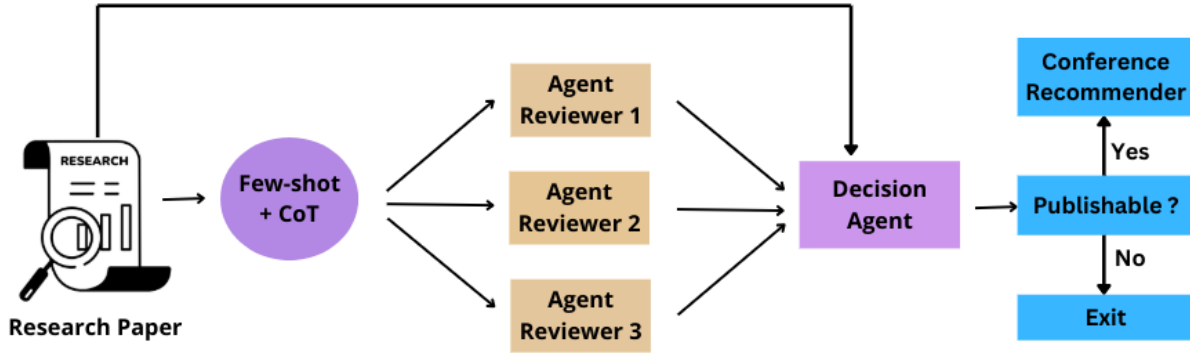 RESEARCH
Research Paper
Few-shot
+ CoT
Agent
Reviewer 1
Agent
Reviewer 2
Agent
Reviewer 3
Decision
Agent
Conference
Recommender
Yes
Publishable ?
No
Exit